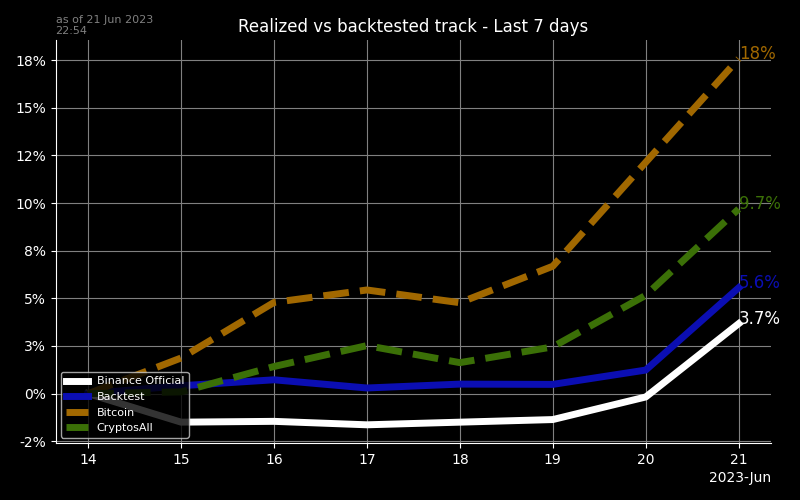 as of 21 Jun 2023
22:54
Realized vs backtested track - Last 7 days
18%
15%
12%
10%
8%
5%
3%
0%
-2%
18%
9.7%
5.6%
3.7%
Binance Official
Backtest
Bitcoin
CryptosAll
14 15 16 17 18 19 20 21
2023-Jun